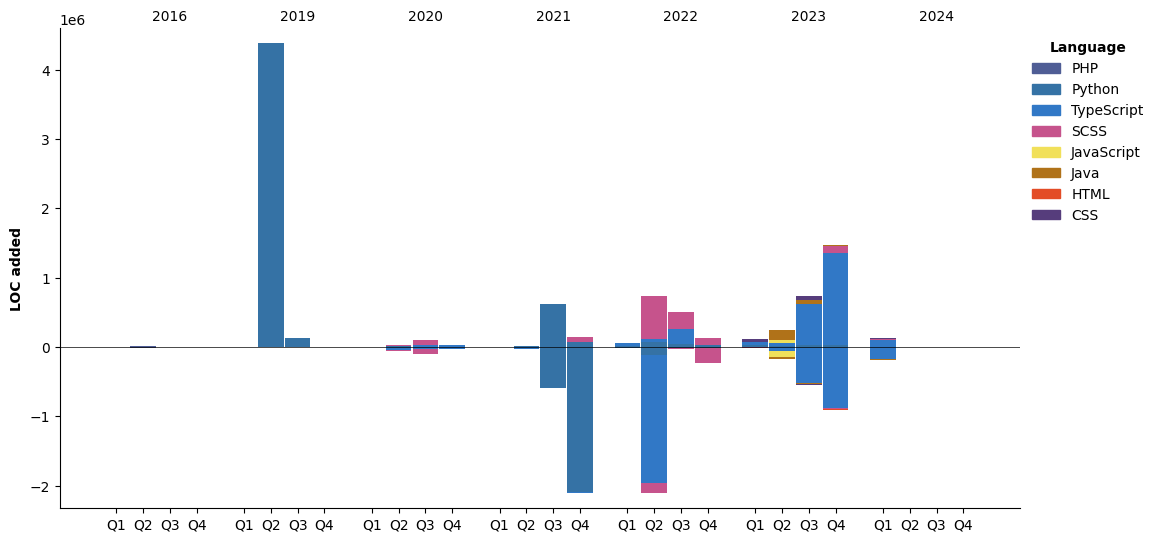 1e6
2016 2019 2020 2021 2022 2023 2024
Language
PHP
Python
TypeScript
SCSS
JavaScript
Java
HTML
CSS
LOC added
4
3
2
1
0
−1
−2
Q1 Q2 Q3 Q4 Q1 Q2 Q3 Q4 Q1 Q2 Q3 Q4 Q1 Q2 Q3 Q4 Q1 Q2 Q3 Q4 Q1 Q2 Q3 Q4 Q1 Q2 Q3 Q4